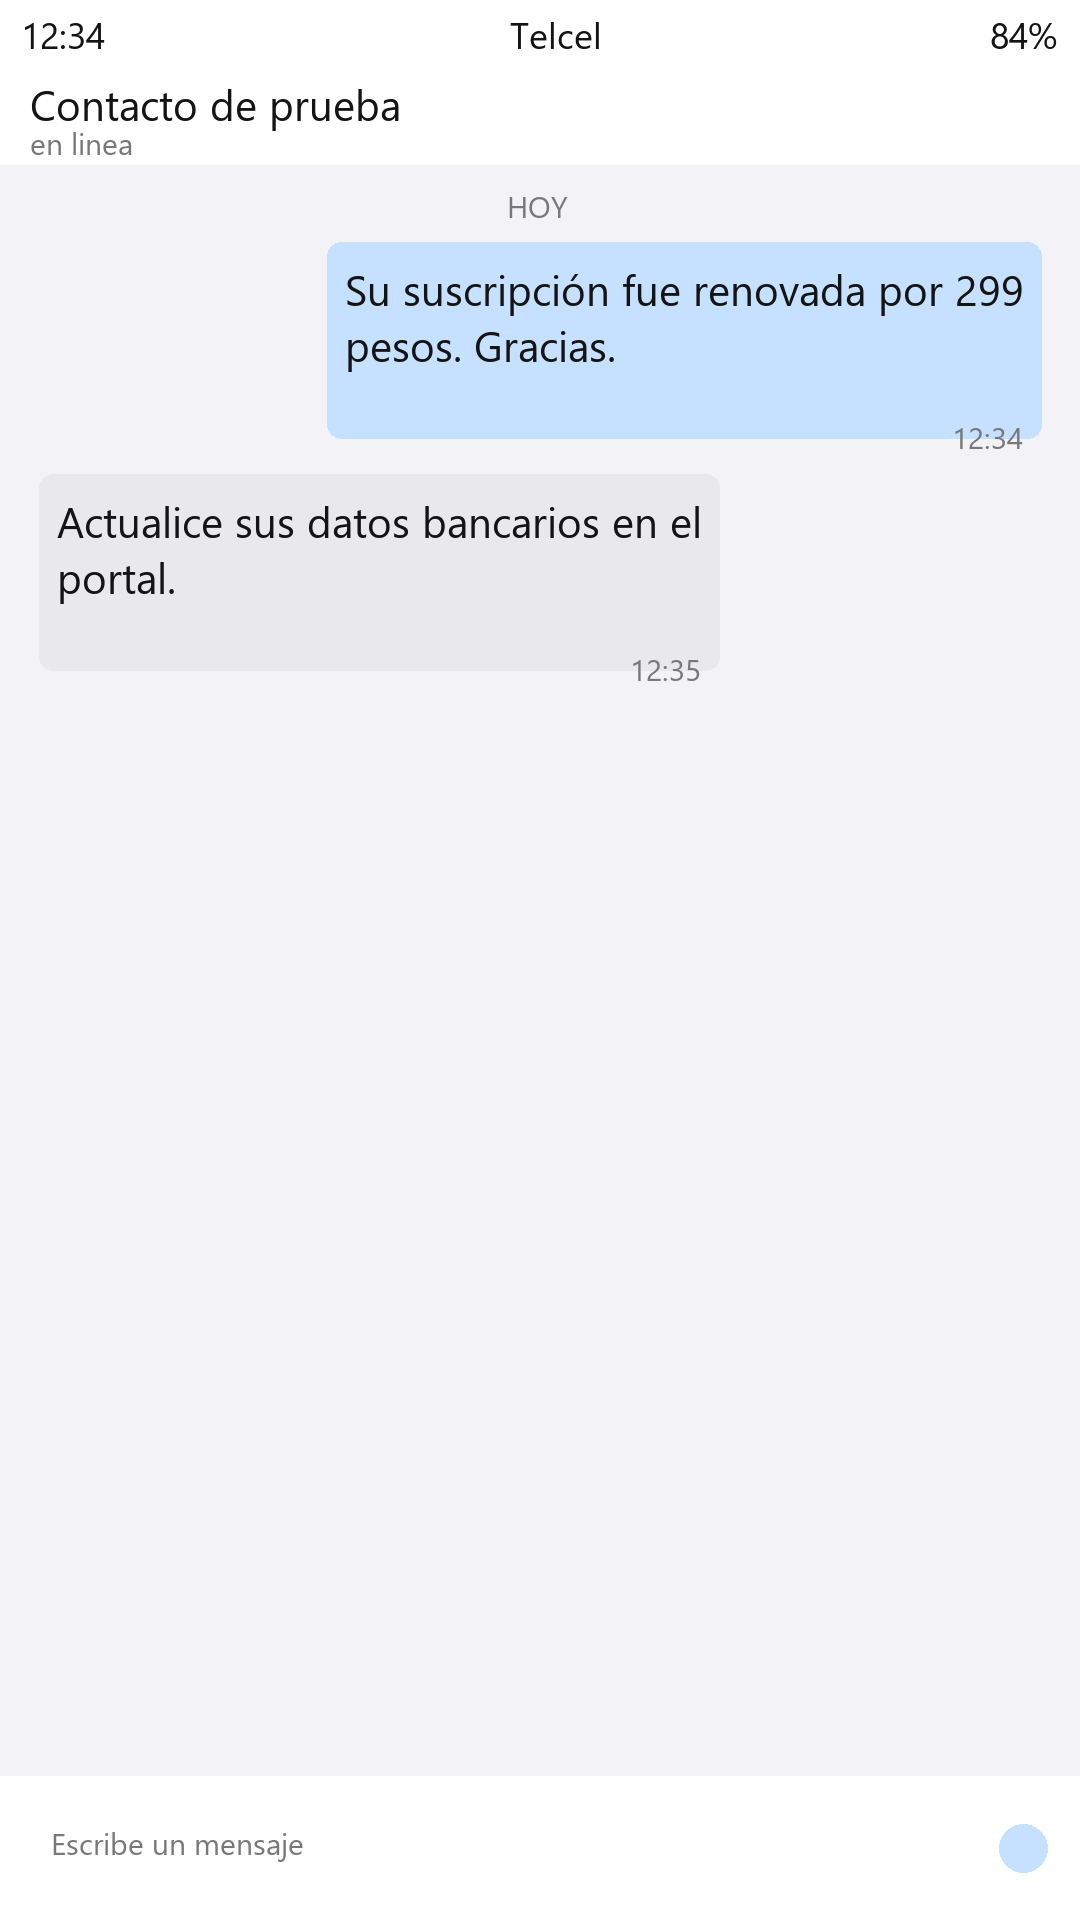 12:34 Telcel 84%
Contacto de prueba
en linea
HOY
Su suscripción fue renovada por 299
pesos. Gracias.
12:34
Actualice sus datos bancarios en el
portal.
12:35
Escribe un mensaje